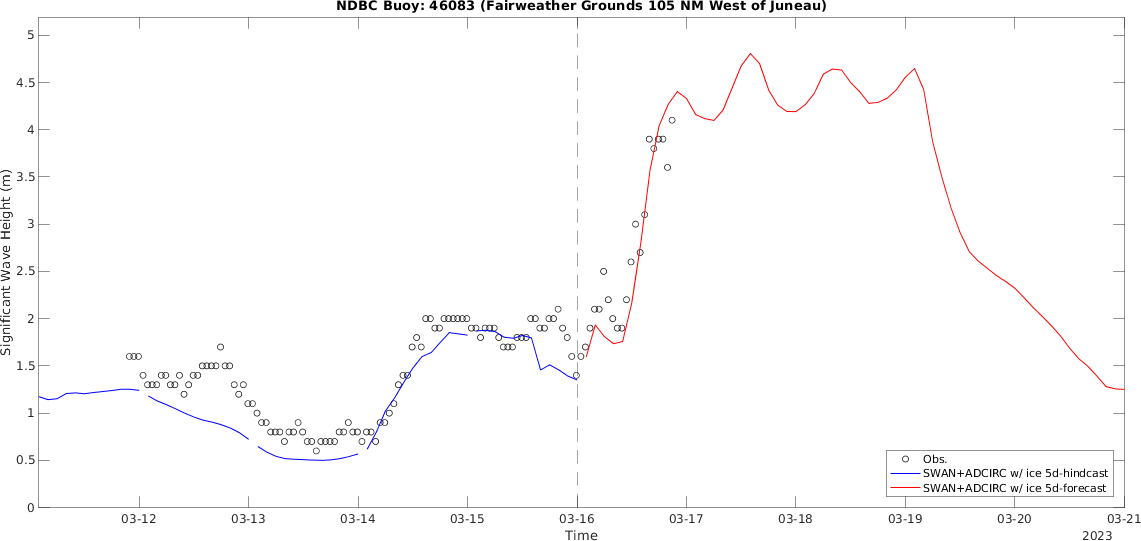 NDBC Buoy: 46083 (Fairweather Grounds 105 NM West of Juneau)
Significant Wave Height (m)
5
4.5
4
3.5
3
2.5
2
1.5
1
0.5
0
Obs.
SWAN+ADCIRC w/ ice 5d-hindcast
SWAN+ADCIRC w/ ice 5d-forecast
03-12 03-13 03-14 03-15 03-16 03-17 03-18 03-19 03-20 03-21
Time
2023